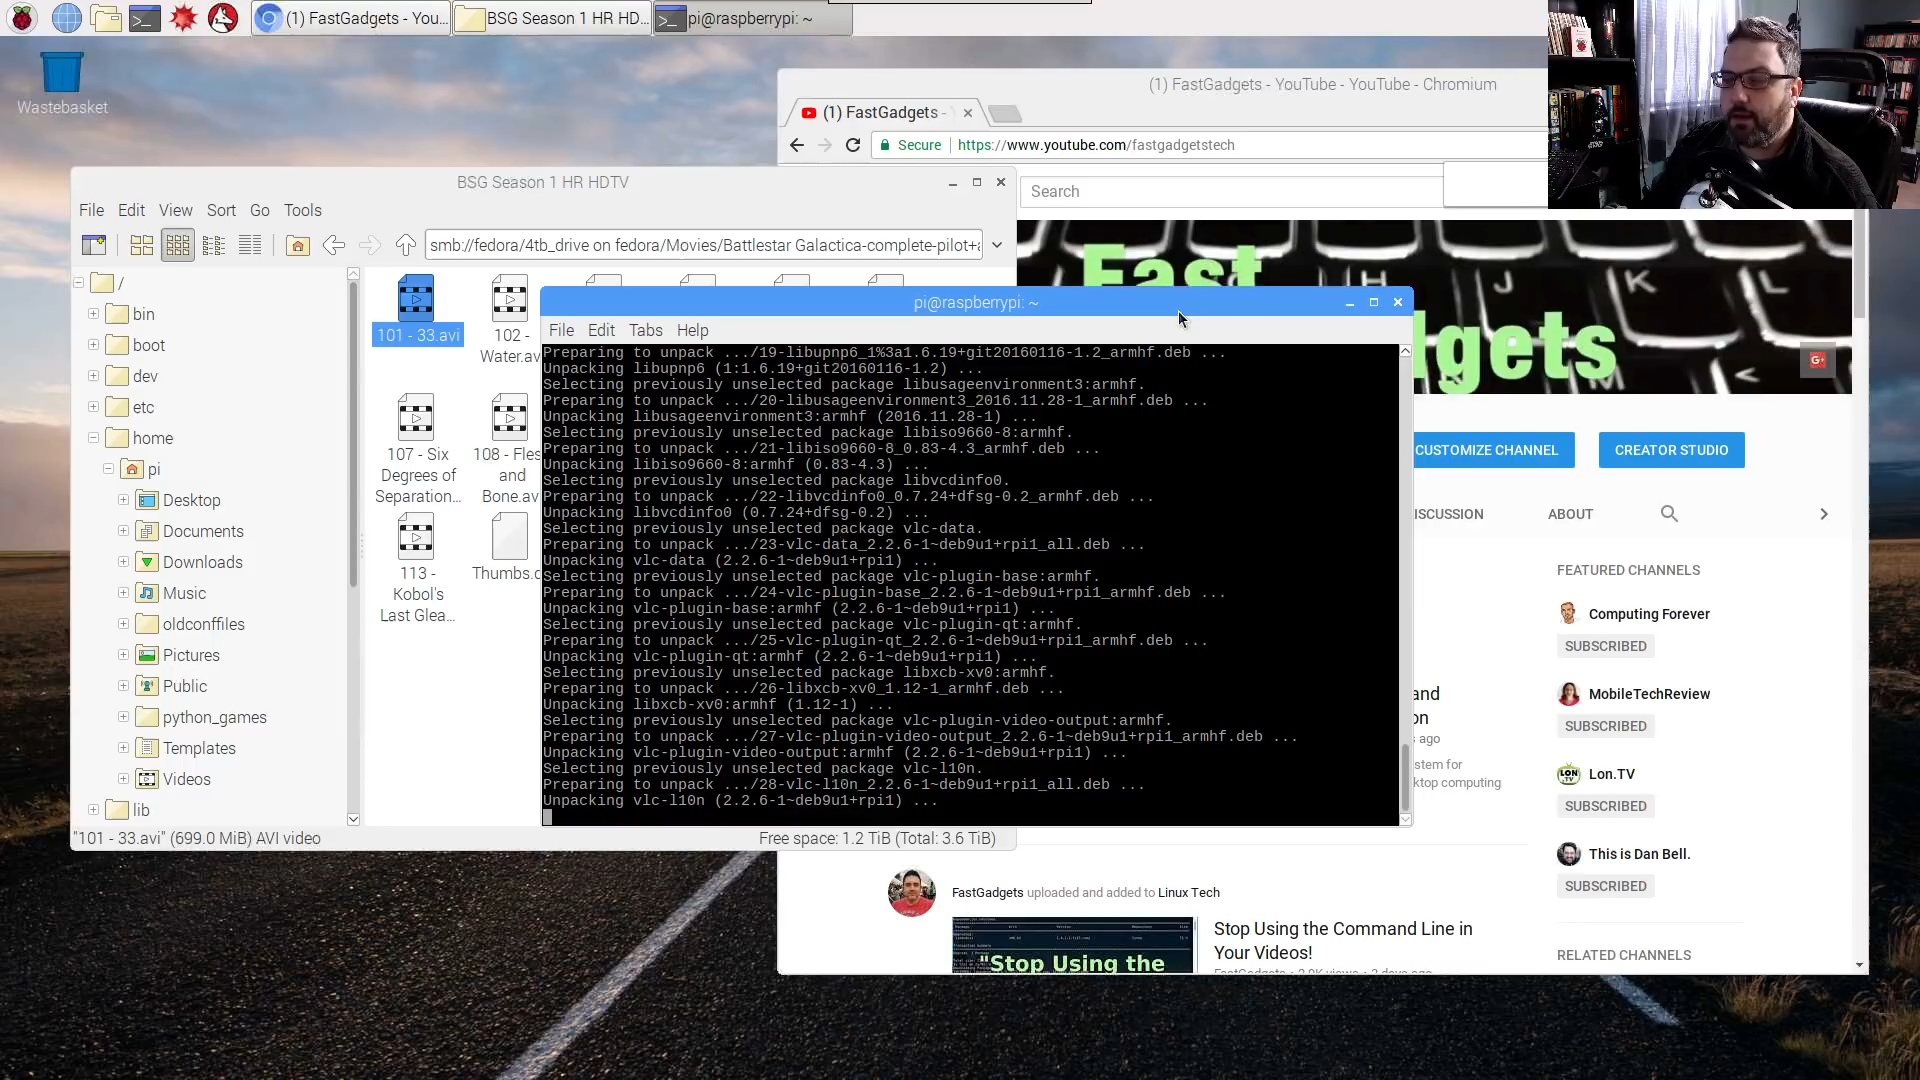 (1) FastGadgets - You...
BSG Season 1 HR HD...
pi@raspberrypi: ~
Wastebasket
(1) FastGadgets - YouTube - YouTube - Chromium
(1) FastGadgets -
Secure
https://www.youtube.com/fastgadgetstech
Search
BSG Season 1 HR HDTV
File Edit View Sort Go Tools
smb://fedora/4tb_drive on fedora/Movies/Battlestar Galactica-complete-pilot+
/
bin
boot
dev
etc
home
pi
Desktop
Documents
Downloads
Music
oldconffiles
Pictures
Public
python_games
Templates
Videos
lib
101 - 33.avi
102 -
Water.av
107 - Six
Degrees of
Separation...
108 - Fles
and
Bone.av
113 -
Kobol's
Last Glea...
Thumbs.
"101 - 33.avi" (699.0 MiB) AVI video
Free space: 1.2 TiB (Total: 3.6 TiB)
pi@raspberrypi: ~
File Edit Tabs Help
Preparing to unpack .../19-libupnp6_1%3a1.6.19+git20160116-1.2_armhf.deb ...
Unpacking libupnp6 (1:1.6.19+git20160116-1.2) ...
Selecting previously unselected package libusageenvironment3:armhf.
Preparing to unpack .../20-libusageenvironment3_2016.11.28-1_armhf.deb ...
Unpacking libusageenvironment3:armhf (2016.11.28-1) ...
Selecting previously unselected package libiso9660-8:armhf.
Preparing to unpack .../21-libiso9660-8_0.83-4.3_armhf.deb ...
Unpacking libiso9660-8:armhf (0.83-4.3) ...
Selecting previously unselected package libvcdinfo0.
Preparing to unpack .../22-libvcdinfo0_0.7.24+dfsg-0.2_armhf.deb ...
Unpacking libvcdinfo0 (0.7.24+dfsg-0.2) ...
Selecting previously unselected package vlc-data.
Preparing to unpack .../23-vlc-data_2.2.6-1~deb9u1+rpi1_all.deb ...
Unpacking vlc-data (2.2.6-1~deb9u1+rpi1) ...
Selecting previously unselected package vlc-plugin-base:armhf.
Preparing to unpack .../24-vlc-plugin-base_2.2.6-1~deb9u1+rpi1_armhf.deb ...
Unpacking vlc-plugin-base:armhf (2.2.6-1~deb9u1+rpi1) ...
Selecting previously unselected package vlc-plugin-qt:armhf.
Preparing to unpack .../25-vlc-plugin-qt_2.2.6-1~deb9u1+rpi1_armhf.deb ...
Unpacking vlc-plugin-qt:armhf (2.2.6-1~deb9u1+rpi1) ...
Selecting previously unselected package libxcb-xv0:armhf.
Preparing to unpack .../26-libxcb-xv0_1.12-1_armhf.deb ...
Unpacking libxcb-xv0:armhf (1.12-1) ...
Selecting previously unselected package vlc-plugin-video-output:armhf.
Preparing to unpack .../27-vlc-plugin-video-output_2.2.6-1~deb9u1+rpi1_armhf.deb ...
Unpacking vlc-plugin-video-output:armhf (2.2.6-1~deb9u1+rpi1) ...
Selecting previously unselected package vlc-l10n.
Preparing to unpack .../28-vlc-l10n_2.2.6-1~deb9u1+rpi1_all.deb ...
Unpacking vlc-l10n (2.2.6-1~deb9u1+rpi1) ...
Fast
gets
H J K L
G+
CUSTOMIZE CHANNEL
CREATOR STUDIO
ISCUSSION
ABOUT
FEATURED CHANNELS
Computing Forever
SUBSCRIBED
MobileTechReview
SUBSCRIBED
Lon.TV
LON
.TV
SUBSCRIBED
This is Dan Bell.
SUBSCRIBED
RELATED CHANNELS
and
on
s ago
stem for
ktop computing
FastGadgets uploaded and added to Linux Tech
"Stop Using the
Stop Using the Command Line in
Your Videos!